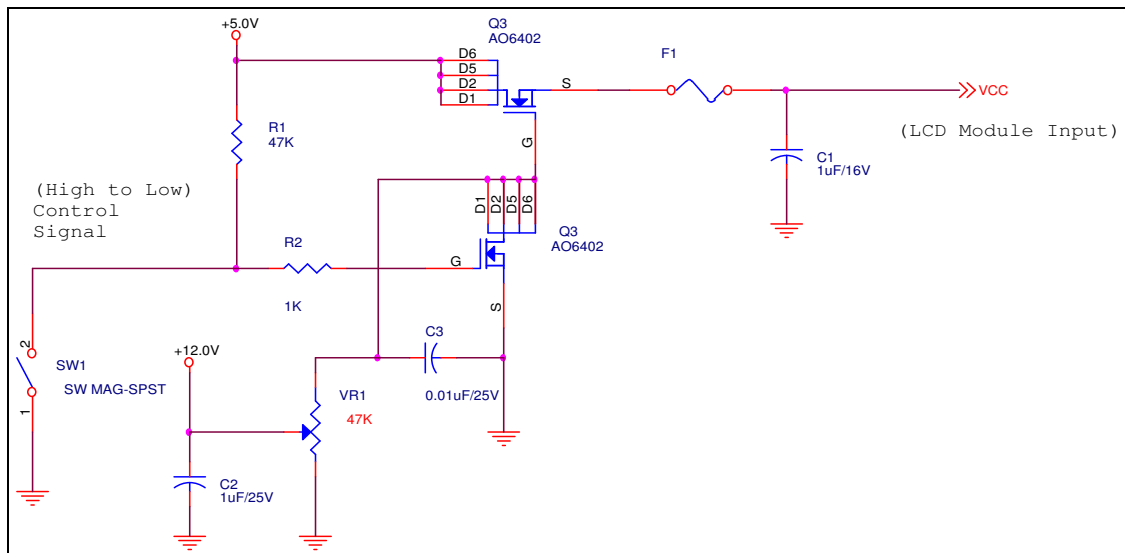 +5.0V
Q3
AO6402
D6
D5
D2
D1
S
G
F1
VCC
(LCD Module Input)
R1
47K
C1
1uF/16V
(High to Low)
Control
Signal
D1
D2
D5
D6
Q3
AO6402
R2
1K
G
S
C3
0.01uF/25V
+12.0V
2
SW1
SW MAG-SPST
1
VR1
47K
C2
1uF/25V